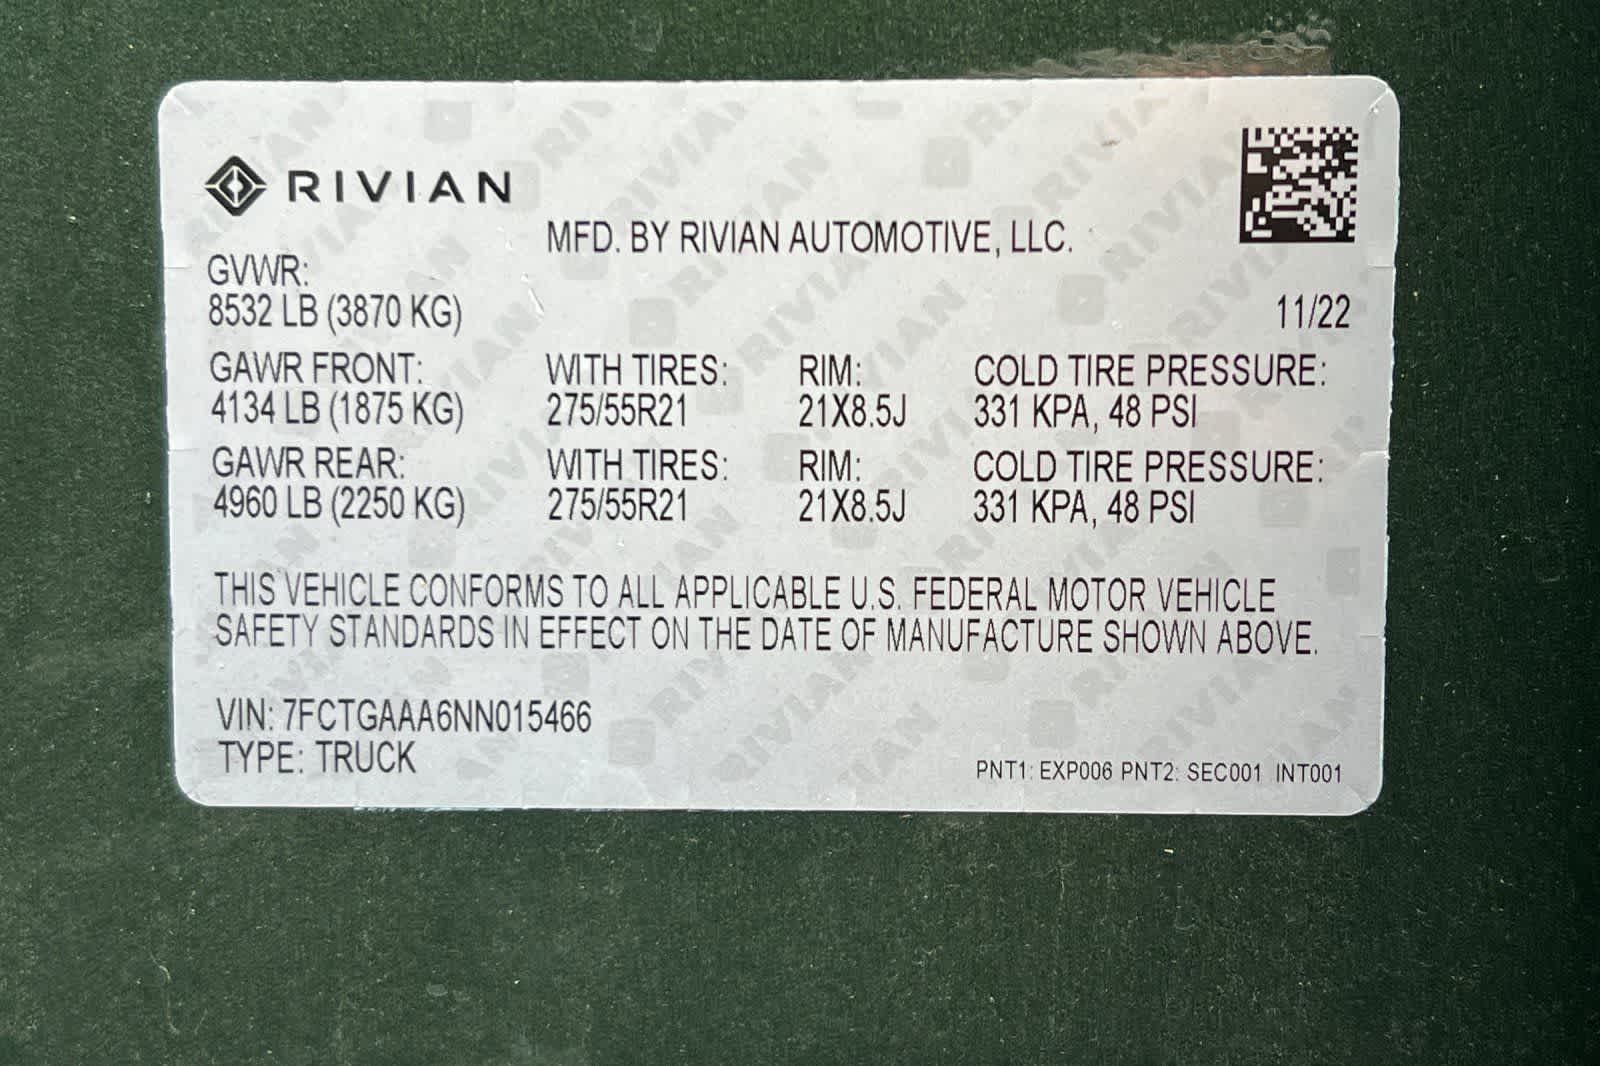 RIVIAN
MFD. BY RIVIAN AUTOMOTIVE, LLC.
GVWR:
8532 LB (3870 KG)
11/22
GAWR FRONT: WITH TIRES: RIM: COLD TIRE PRESSURE:
4134 LB (1875 KG) 275/55R21 21X8.5J 331 KPA, 48 PSI
GAWR REAR: WITH TIRES: RIM: COLD TIRE PRESSURE:
4960 LB (2250 KG) 275/55R21 21X8.5J 331 KPA, 48 PSI
THIS VEHICLE CONFORMS TO ALL APPLICABLE U.S. FEDERAL MOTOR VEHICLE
SAFETY STANDARDS IN EFFECT ON THE DATE OF MANUFACTURE SHOWN ABOVE.
VIN: 7FCTGAAA6NN015466
TYPE: TRUCK
PNT1: EXP006 PNT2: SEC001 INT001